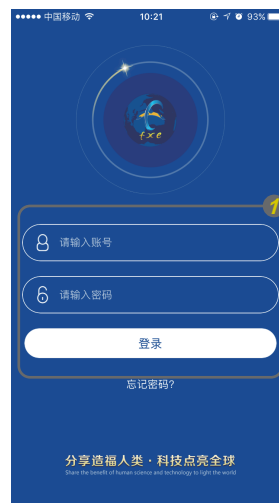 中国移动 10:21 93%
fxe
1
请输入账号
请输入密码
登录
忘记密码?
分享造福人类·科技点亮全球
Share the benefit of human science and technology to light the world